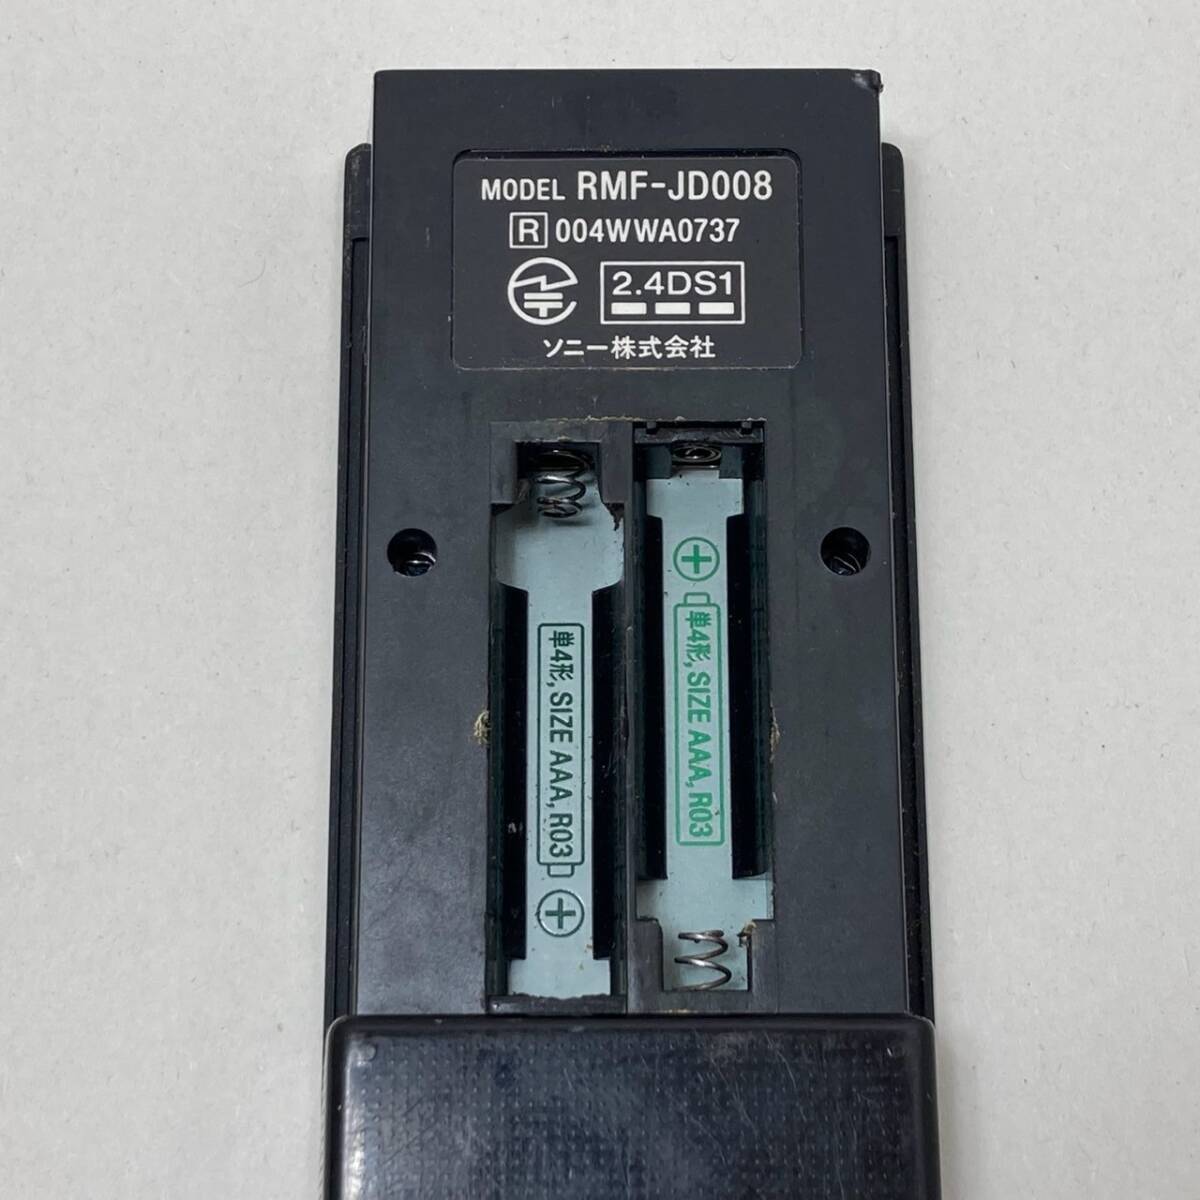 MODEL RMF-JD008
R 004WWA0737
2.4DS1
ソニー株式会社
単4形, SIZE AAA, R03
単4形, SIZE AAA, R03